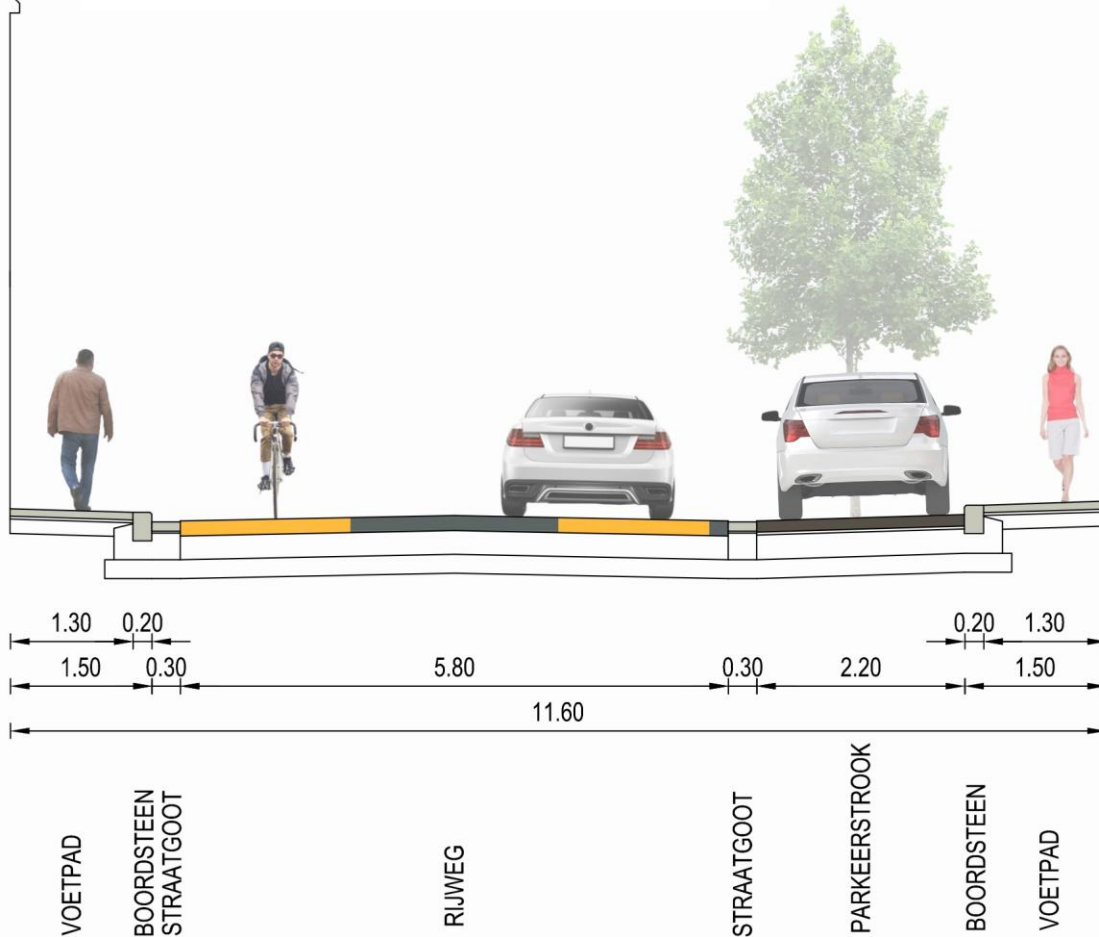 1.30 0.20 0.20 1.30
1.50 0.30 5.80 0.30 2.20 1.50
11.60
VOETPAD
BOORDSTEEN
STRAATGOOT
RIJWEG
STRAATGOOT
PARKEERSTROOK
BOORDSTEEN
VOETPAD